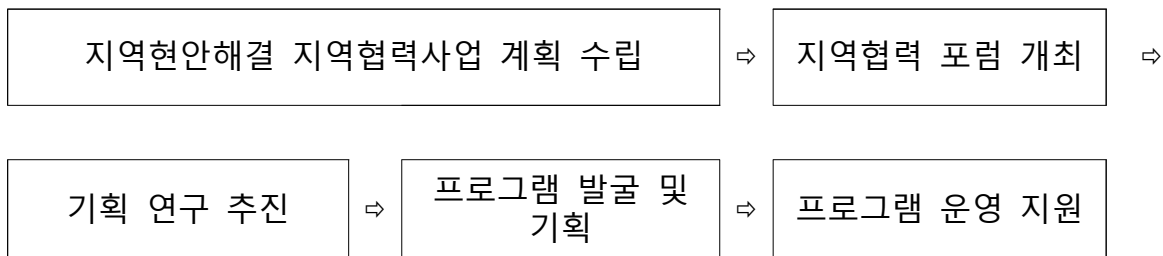 지역현안해결 지역협력사업 계획 수립 ⇨ 지역협력 포럼 개최 ⇨
기획 연구 추진 ⇨ 프로그램 발굴 및 기획 ⇨ 프로그램 운영 지원